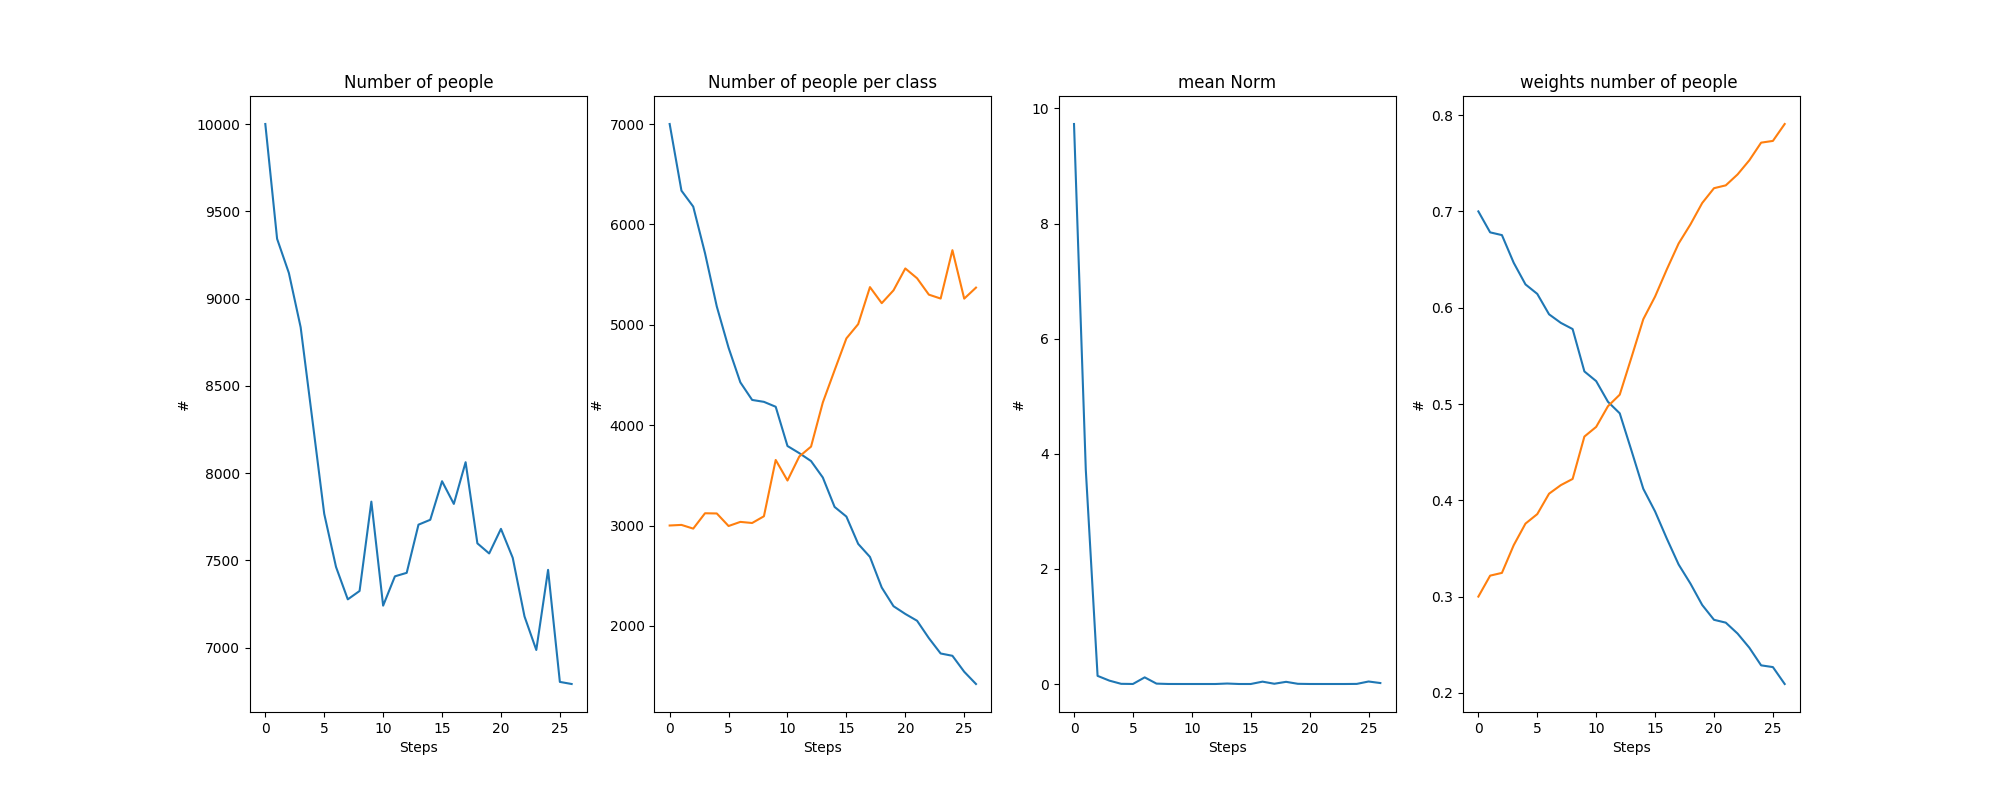 Number of people
10000
9500
9000
8500
8000
7500
7000
#
0 5 10 15 20 25
Steps
Number of people per class
7000
6000
5000
4000
3000
2000
#
0 5 10 15 20 25
Steps
mean Norm
10
8
6
4
2
0
#
0 5 10 15 20 25
Steps
weights number of people
0.8
0.7
0.6
0.5
0.4
0.3
0.2
#
0 5 10 15 20 25
Steps